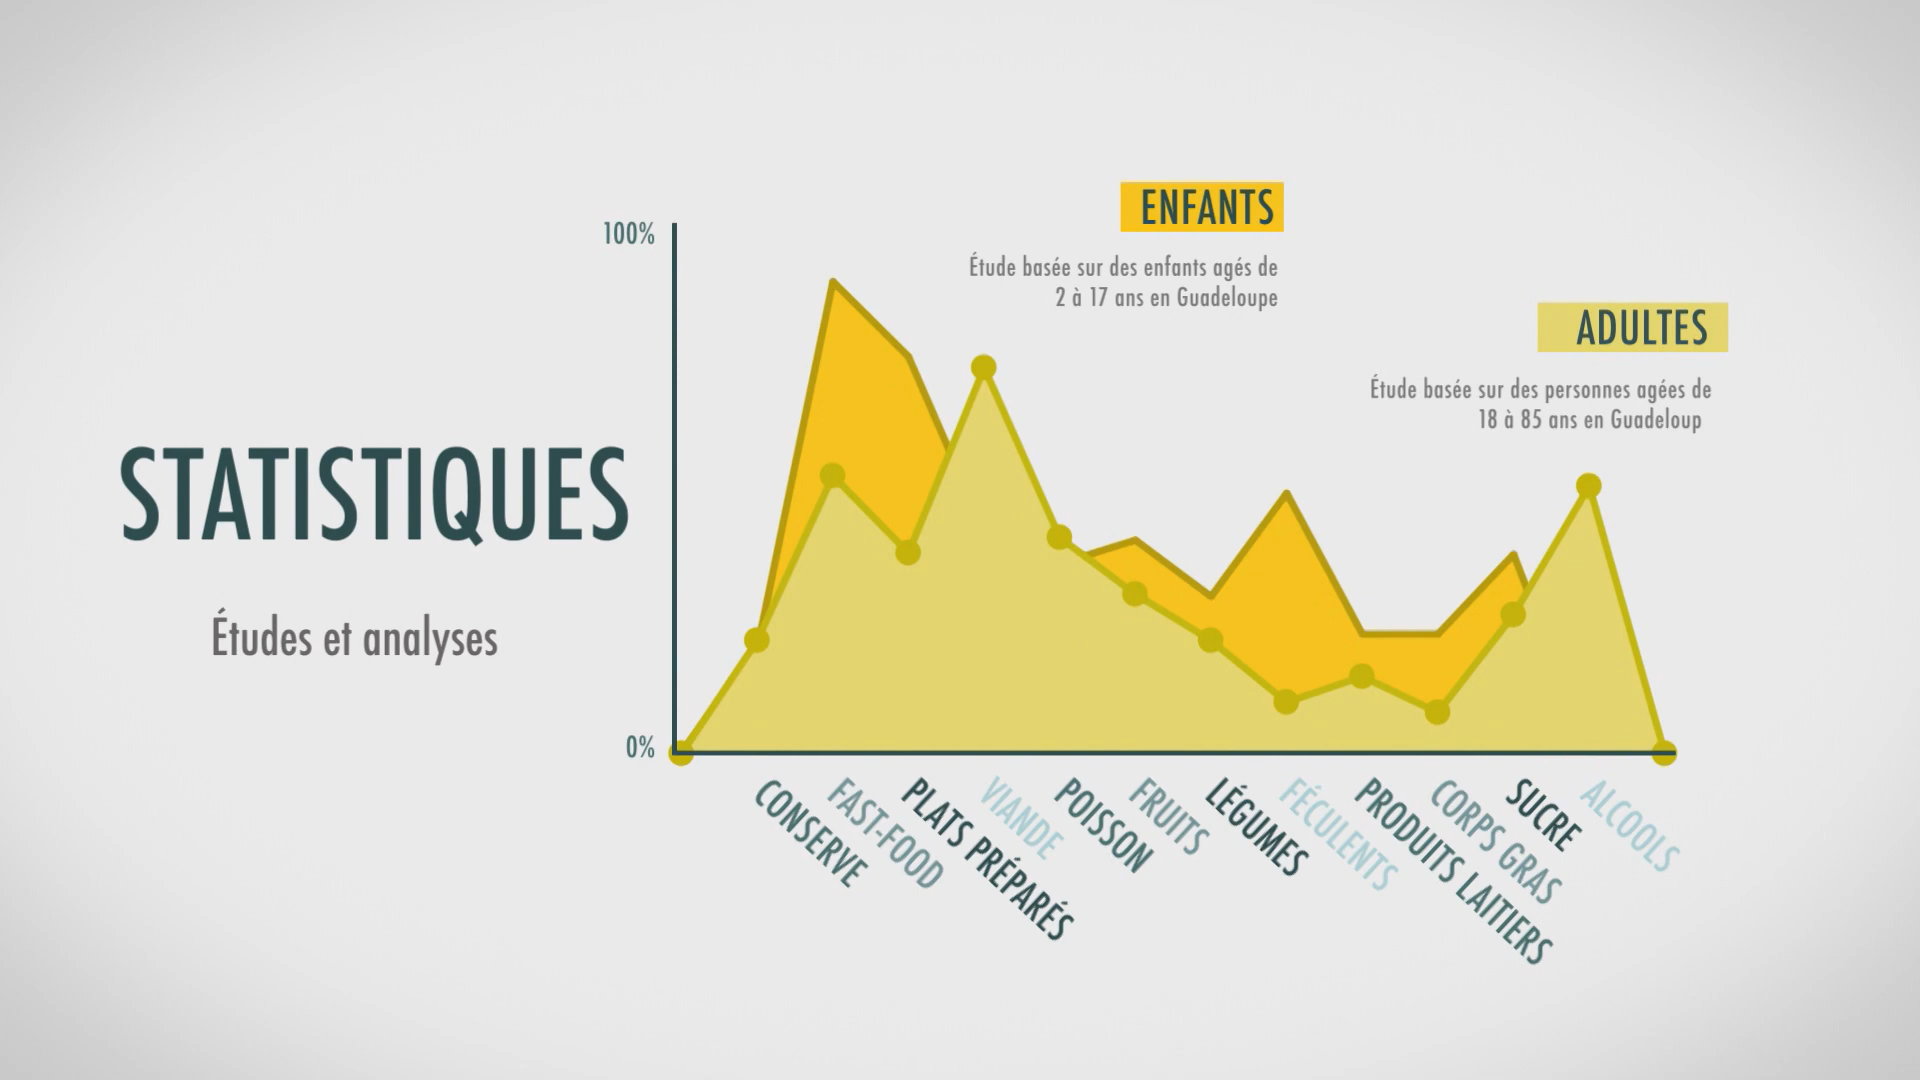 STATISTIQUES
Études et analyses
100%
0%
ENFANTS
Étude basée sur des enfants agés de
2 à 17 ans en Guadeloupe
ADULTES
Étude basée sur des personnes agées de
18 à 85 ans en Guadeloup
CONSERVE
FAST-FOOD
PLATS PRÉPARÉS
VIANDE
POISSON
FRUITS
LÉGUMES
FÉCULENTS
PRODUITS LAITIERS
CORPS GRAS
SUCRE
ALCOOLS